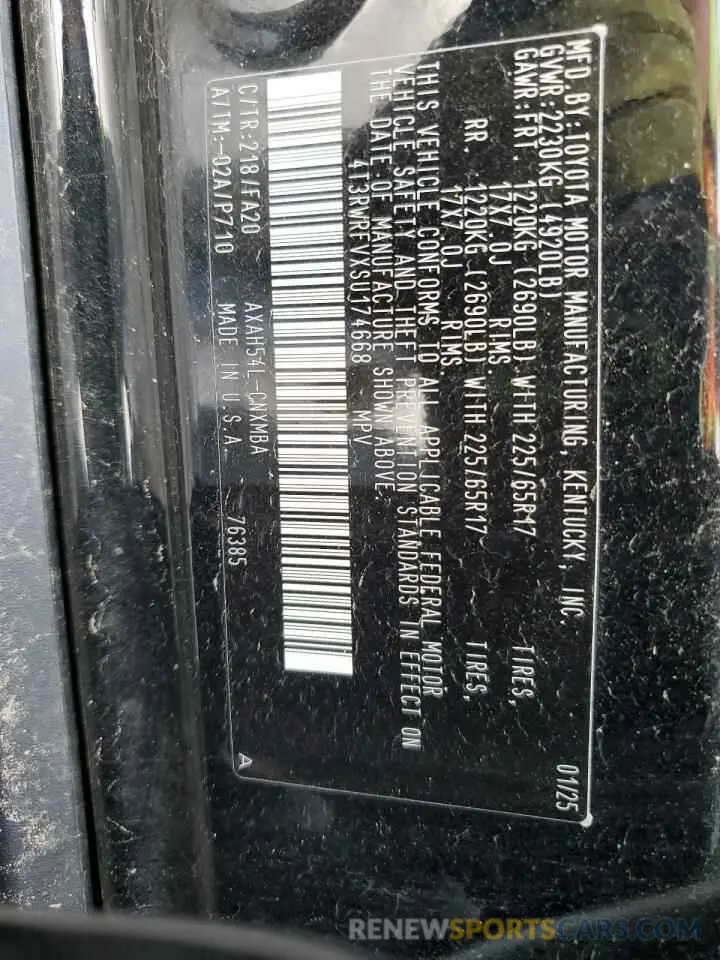 MFD.BY:TOYOTA MOTOR MANUFACTURING, KENTUCKY, INC. 01/25
GVWR:2230KG (4920LB)
GAWR:FRT. 1220KG (2690LB) WITH 225/65R17 TIRES,
17X7.0J RIMS.
RR. 1220KG (2690LB) WITH 225/65R17 TIRES,
17X7.0J RIMS
THIS VEHICLE CONFORMS TO ALL APPLICABLE FEDERAL MOTOR
VEHICLE SAFETY AND THEFT PREVENTION STANDARDS IN EFFECT ON
THE DATE OF MANUFACTURE SHOWN ABOVE.
4T3RWRFVXSU174668 MPV
C/TR:218/FA20 AXAH54L-CNXMBA 76385
A/TM:-02A/P710 MADE IN U.S.A A
RENEWSPORTSCARS.COM